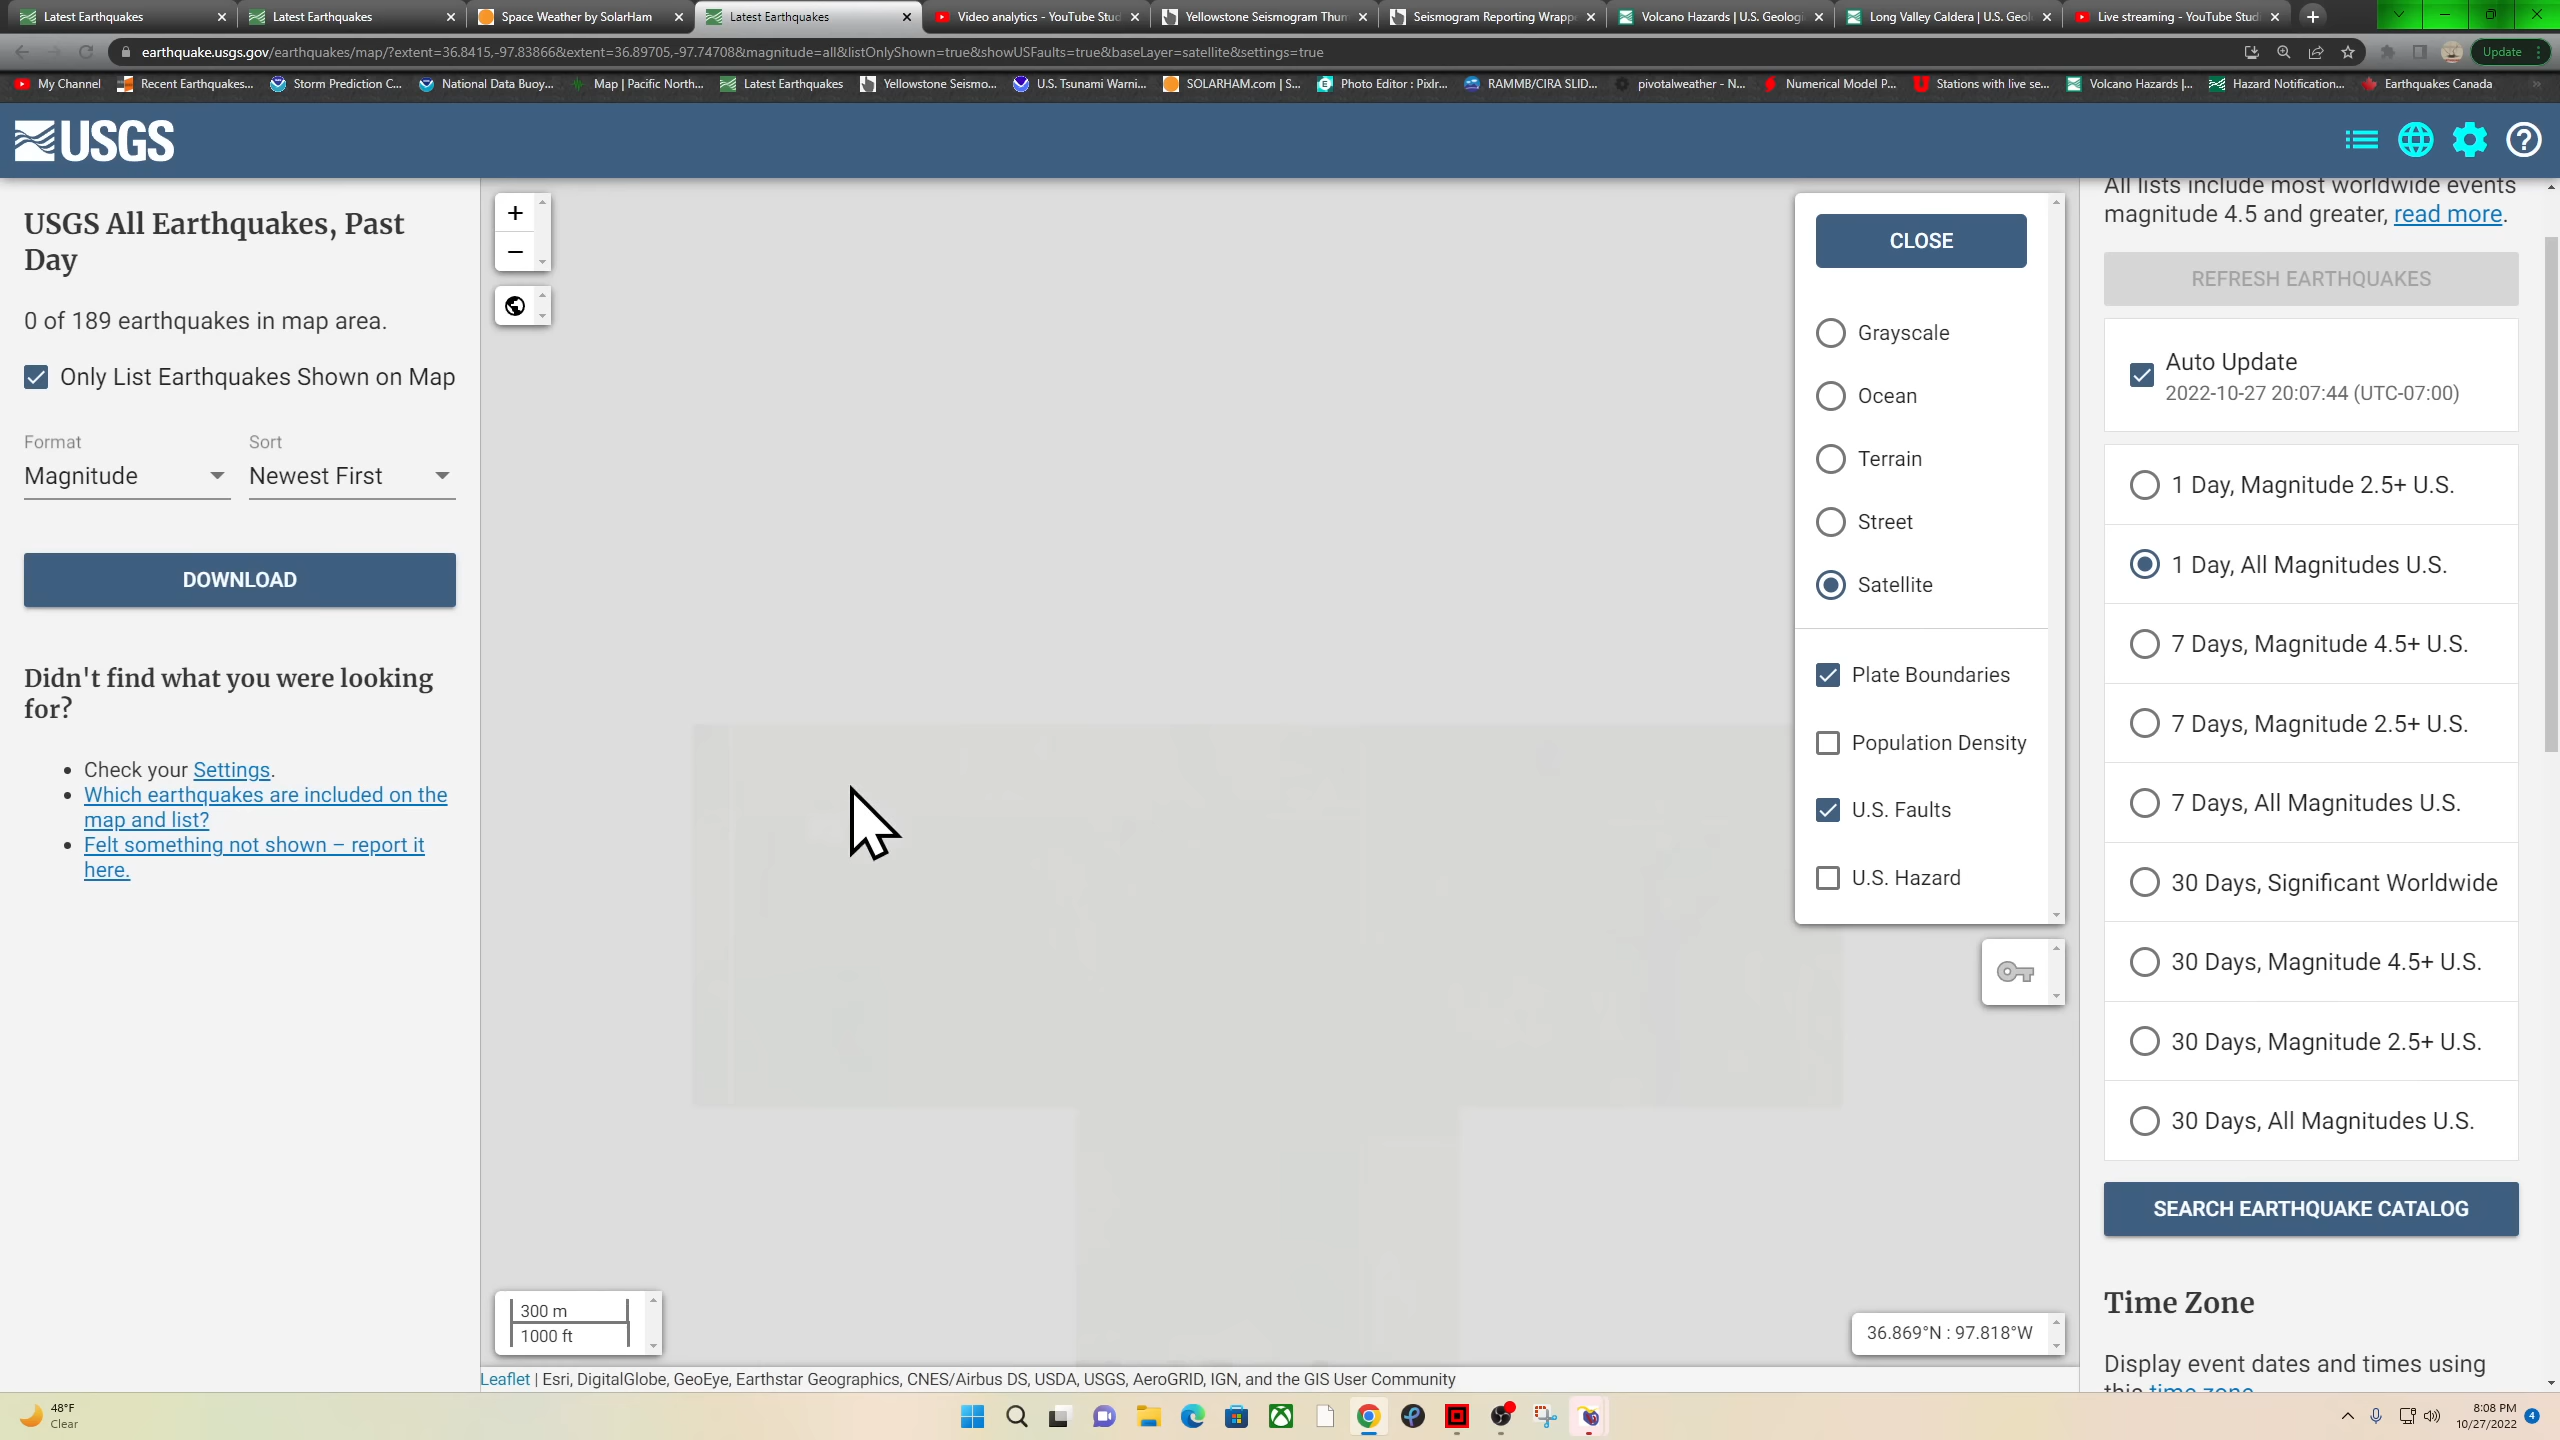 Latest Earthquakes
Latest Earthquakes
Space Weather by SolarHam
Latest Earthquakes
Video analytics - YouTube Stud
Yellowstone Seismogram Thun
Seismogram Reporting Wrapp
Volcano Hazards | U.S. Geolog
Long Valley Caldera | U.S. Geol
Live streaming - YouTube Stud
earthquake.usgs.gov/earthquakes/map/?extent=36.8415,-97.83866&extent=36.89705,-97.74708&magnitude=all&listOnlyShown=true&showUSFaults=true&baseLayer=satellite&settings=true
Update
My Channel
Recent Earthquakes...
Storm Prediction C...
National Data Buoy...
Map | Pacific North...
Latest Earthquakes
Yellowstone Seismo...
U.S. Tsunami Warni...
SOLARHAM.com | S...
Photo Editor : Pixlr...
RAMMB/CIRA SLID...
pivotalweather - N...
Numerical Model P...
Stations with live se...
Volcano Hazards |...
Hazard Notification...
Earthquakes Canada
USGS
USGS All Earthquakes, Past
Day
0 of 189 earthquakes in map area.
Only List Earthquakes Shown on Map
Format
Sort
Magnitude
Newest First
DOWNLOAD
Didn't find what you were looking
for?
Check your Settings.
Which earthquakes are included on the
map and list?
Felt something not shown – report it
here.
+
−
CLOSE
Grayscale
Ocean
Terrain
Street
Satellite
Plate Boundaries
Population Density
U.S. Faults
U.S. Hazard
300 m
1000 ft
36.869°N : 97.818°W
Leaflet | Esri, DigitalGlobe, GeoEye, Earthstar Geographics, CNES/Airbus DS, USDA, USGS, AeroGRID, IGN, and the GIS User Community
All lists include most worldwide events
magnitude 4.5 and greater, read more.
REFRESH EARTHQUAKES
Auto Update
2022-10-27 20:07:44 (UTC-07:00)
1 Day, Magnitude 2.5+ U.S.
1 Day, All Magnitudes U.S.
7 Days, Magnitude 4.5+ U.S.
7 Days, Magnitude 2.5+ U.S.
7 Days, All Magnitudes U.S.
30 Days, Significant Worldwide
30 Days, Magnitude 4.5+ U.S.
30 Days, Magnitude 2.5+ U.S.
30 Days, All Magnitudes U.S.
SEARCH EARTHQUAKE CATALOG
Time Zone
Display event dates and times using
this time zone
48°F
Clear
8:08 PM
10/27/2022
4